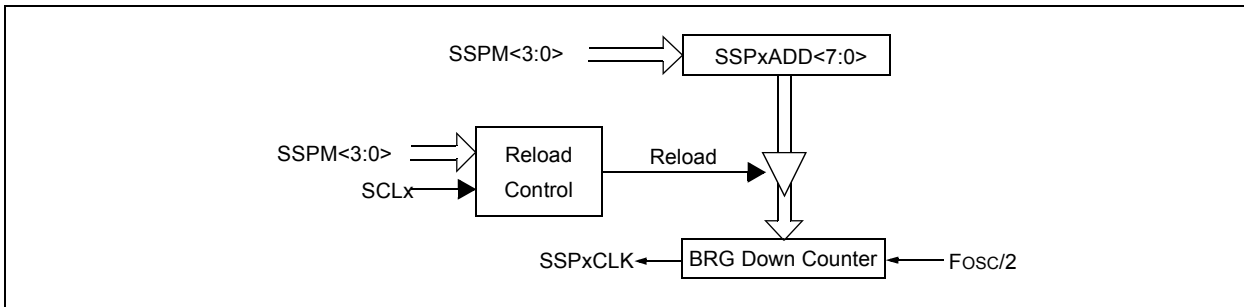 SSPM<3:0>
SSPxADD<7:0>
SSPM<3:0>
SCLx
Reload
Control
Reload
SSPxCLK
BRG Down Counter
FOSC/2